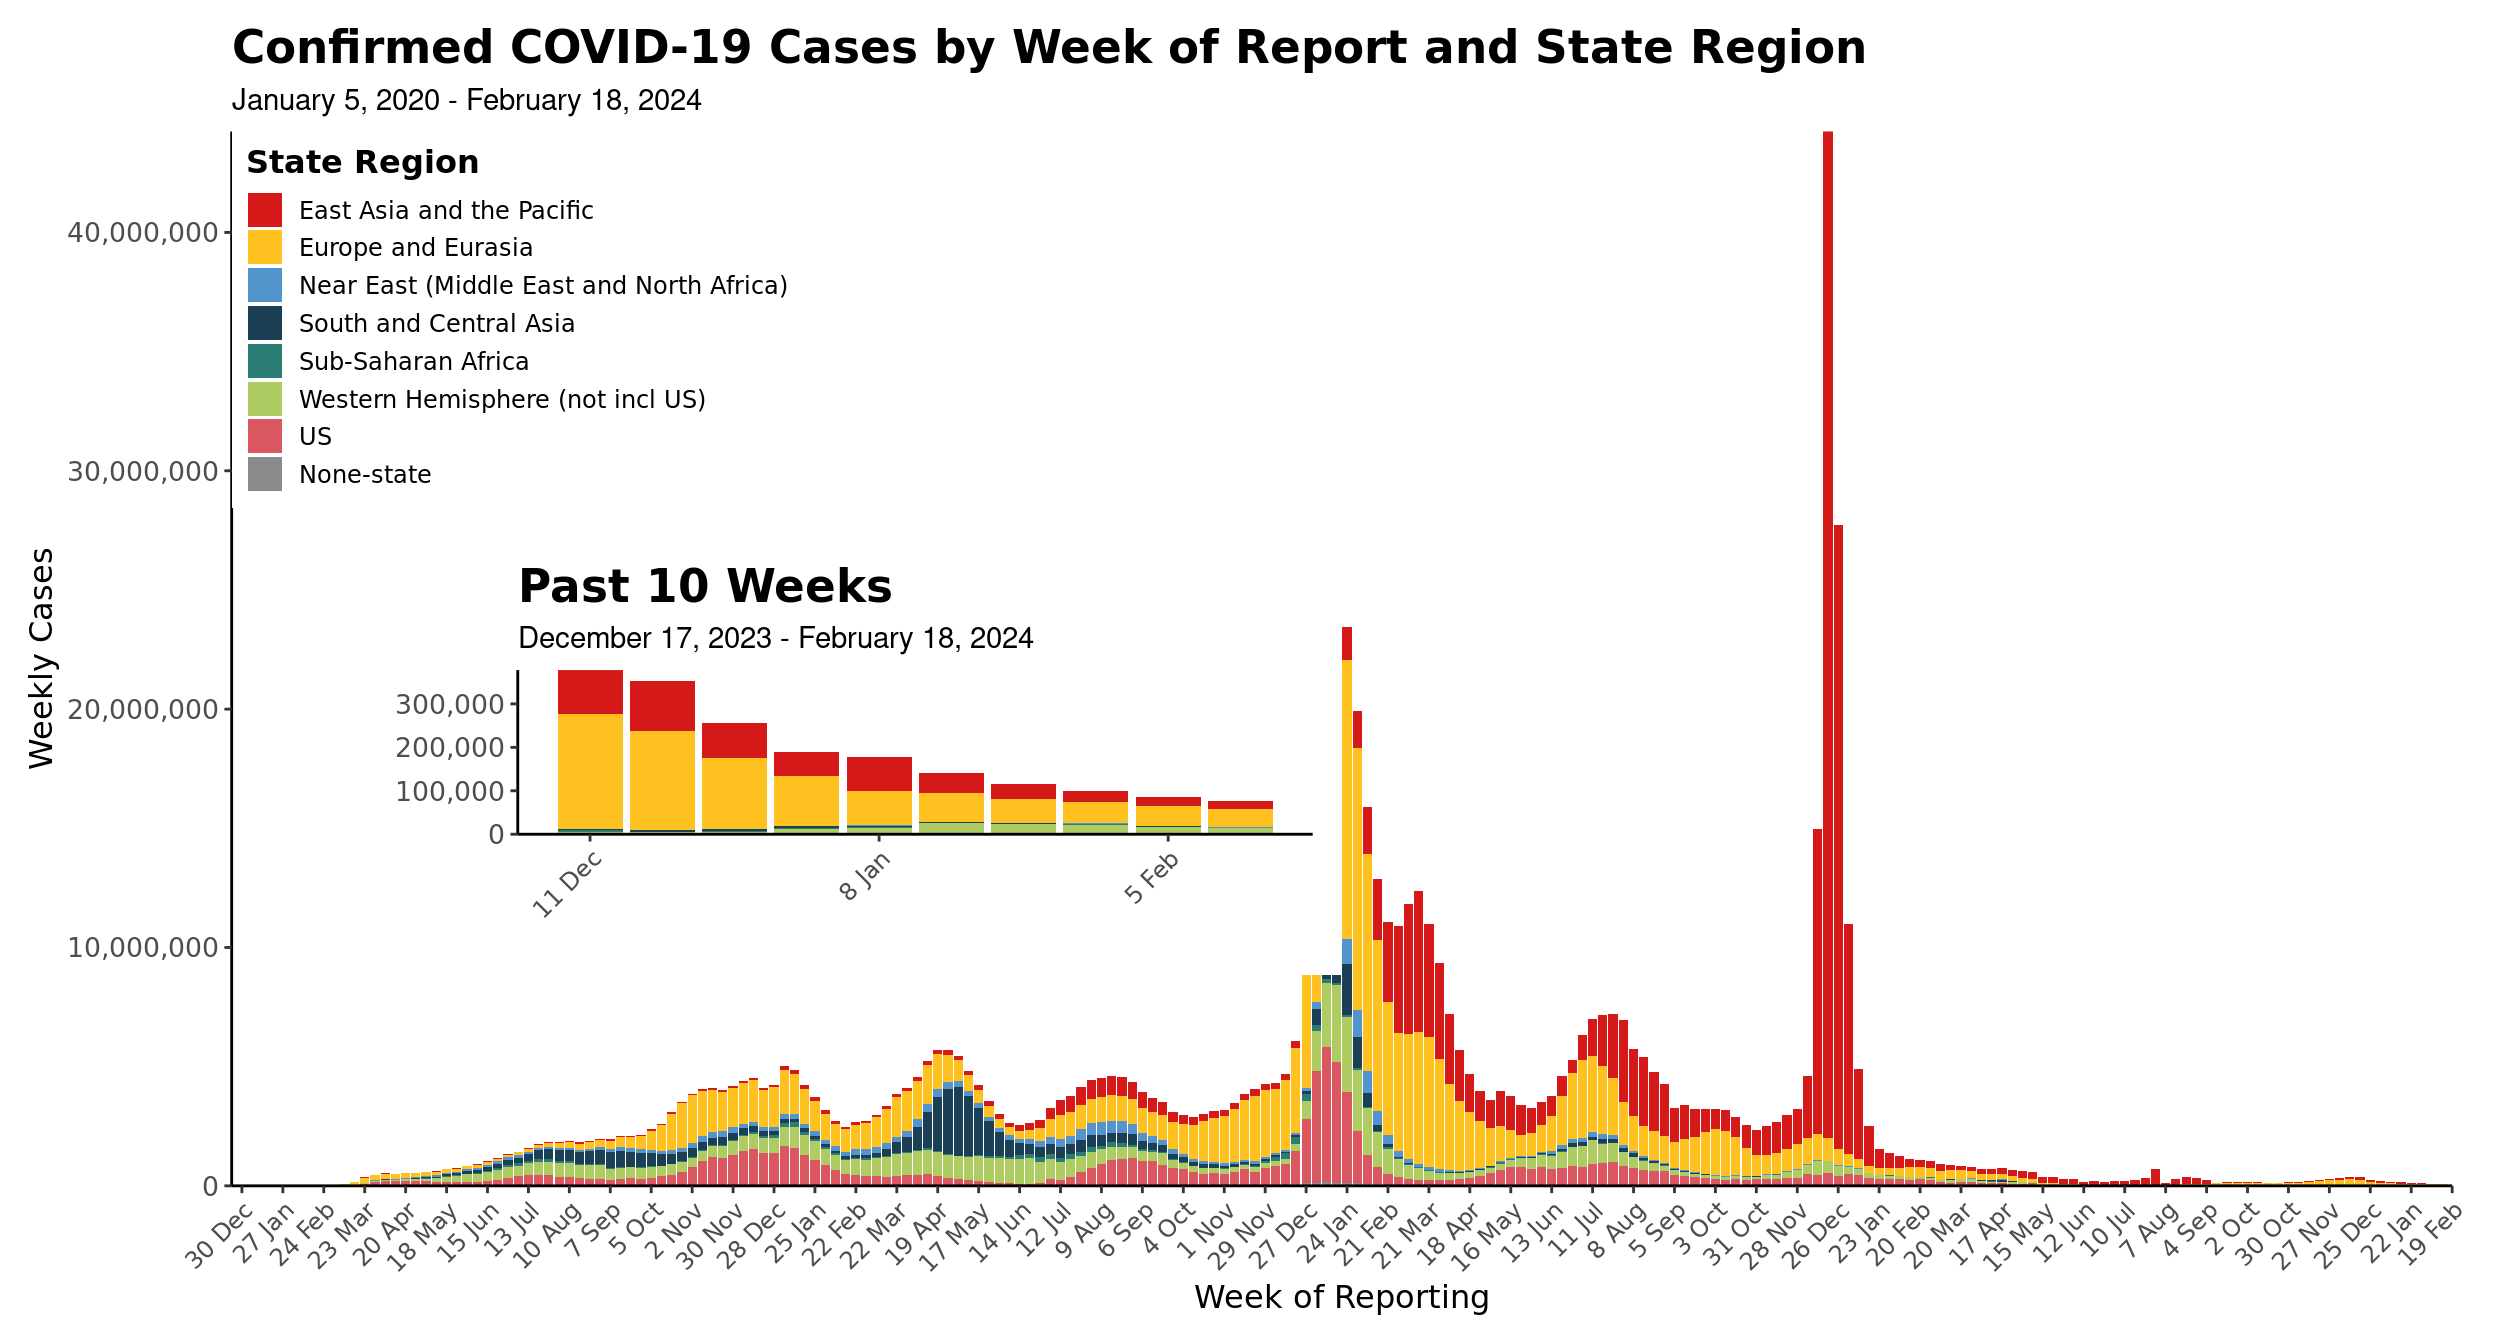 Confirmed COVID-19 Cases by Week of Report and State Region
January 5, 2020 - February 18, 2024
State Region
East Asia and the Pacific
Europe and Eurasia
Near East (Middle East and North Africa)
South and Central Asia
Sub-Saharan Africa
Western Hemisphere (not incl US)
US
None-state
Weekly Cases
40,000,000
30,000,000
20,000,000
10,000,000
0
Past 10 Weeks
December 17, 2023 - February 18, 2024
300,000
200,000
100,000
0
11 Dec
8 Jan
5 Feb
30 Dec
27 Jan
24 Feb
23 Mar
20 Apr
18 May
15 Jun
13 Jul
10 Aug
7 Sep
5 Oct
2 Nov
30 Nov
28 Dec
25 Jan
22 Feb
22 Mar
19 Apr
17 May
14 Jun
12 Jul
9 Aug
6 Sep
4 Oct
1 Nov
29 Nov
27 Dec
24 Jan
21 Feb
21 Mar
18 Apr
16 May
13 Jun
11 Jul
8 Aug
5 Sep
3 Oct
31 Oct
28 Nov
26 Dec
23 Jan
20 Feb
20 Mar
17 Apr
15 May
12 Jun
10 Jul
7 Aug
4 Sep
2 Oct
30 Oct
27 Nov
25 Dec
22 Jan
19 Feb
Week of Reporting